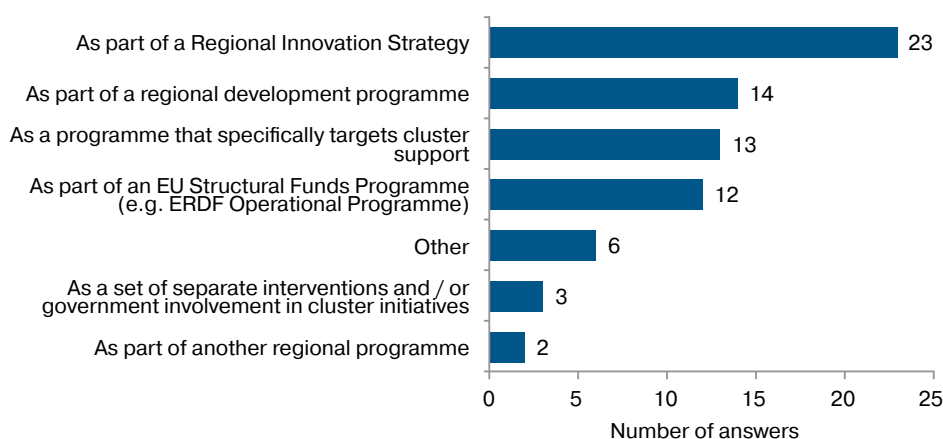 As part of a Regional Innovation Strategy
23
As part of a regional development programme
14
As a programme that specifically targets cluster
support
13
As part of an EU Structural Funds Programme
(e.g. ERDF Operational Programme)
12
Other
6
As a set of separate interventions and / or
government involvement in cluster initiatives
3
As part of another regional programme
2
0 5 10 15 20 25
Number of answers